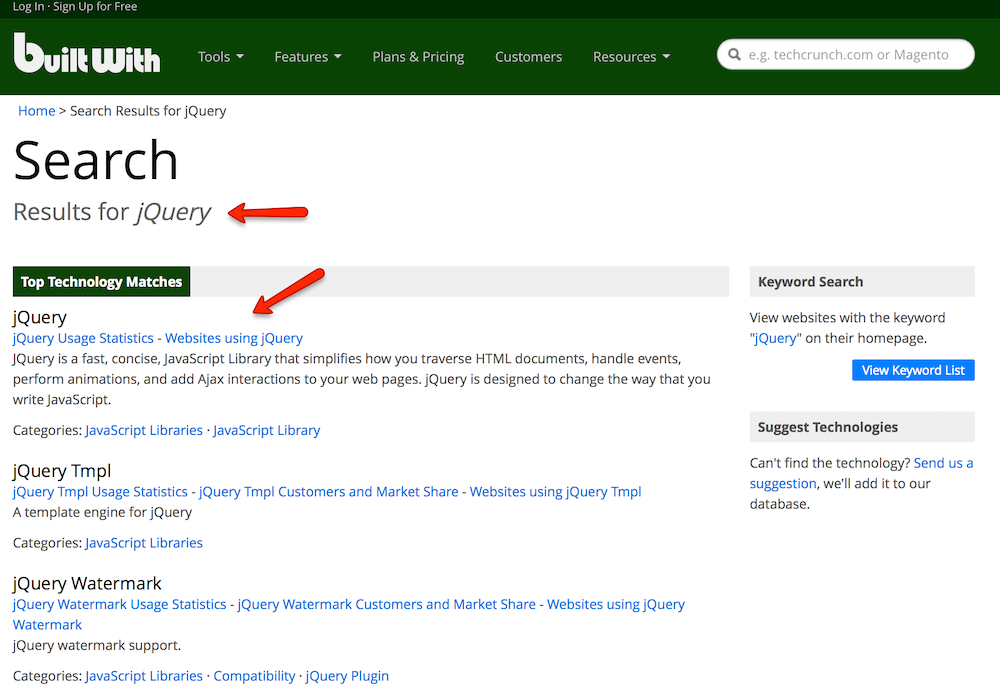 Log In · Sign Up for Free
built with
Tools
Features
Plans & Pricing
Customers
Resources
e.g. techcrunch.com or Magento
Home > Search Results for jQuery
Search
Results for jQuery
Top Technology Matches
jQuery
jQuery Usage Statistics - Websites using jQuery
JQuery is a fast, concise, JavaScript Library that simplifies how you traverse HTML documents, handle events,
perform animations, and add Ajax interactions to your web pages. jQuery is designed to change the way that you
write JavaScript.
Categories: JavaScript Libraries · JavaScript Library
jQuery Tmpl
jQuery Tmpl Usage Statistics - jQuery Tmpl Customers and Market Share - Websites using jQuery Tmpl
A template engine for jQuery
Categories: JavaScript Libraries
jQuery Watermark
jQuery Watermark Usage Statistics - jQuery Watermark Customers and Market Share - Websites using jQuery
Watermark
jQuery watermark support.
Categories: JavaScript Libraries · Compatibility · jQuery Plugin
Keyword Search
View websites with the keyword
"jQuery" on their homepage.
View Keyword List
Suggest Technologies
Can't find the technology? Send us a
suggestion, we'll add it to our
database.